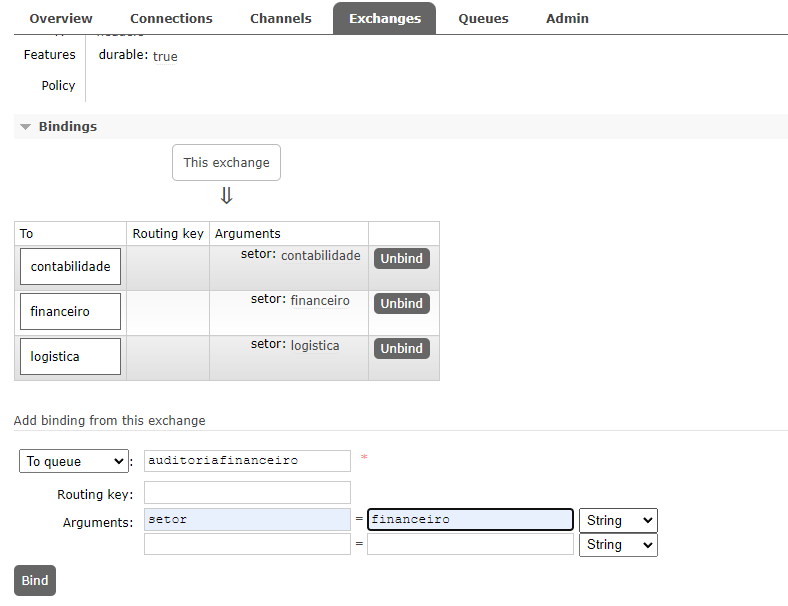 Overview Connections Channels Exchanges Queues Admin
Features durable: true
Policy
Bindings
This exchange
⇓
To Routing key Arguments
contabilidade setor: contabilidade Unbind
financeiro setor: financeiro Unbind
logistica setor: logistica Unbind
Add binding from this exchange
To queue : auditoriafinanceiro *
Routing key:
Arguments: setor = financeiro String
= String
Bind